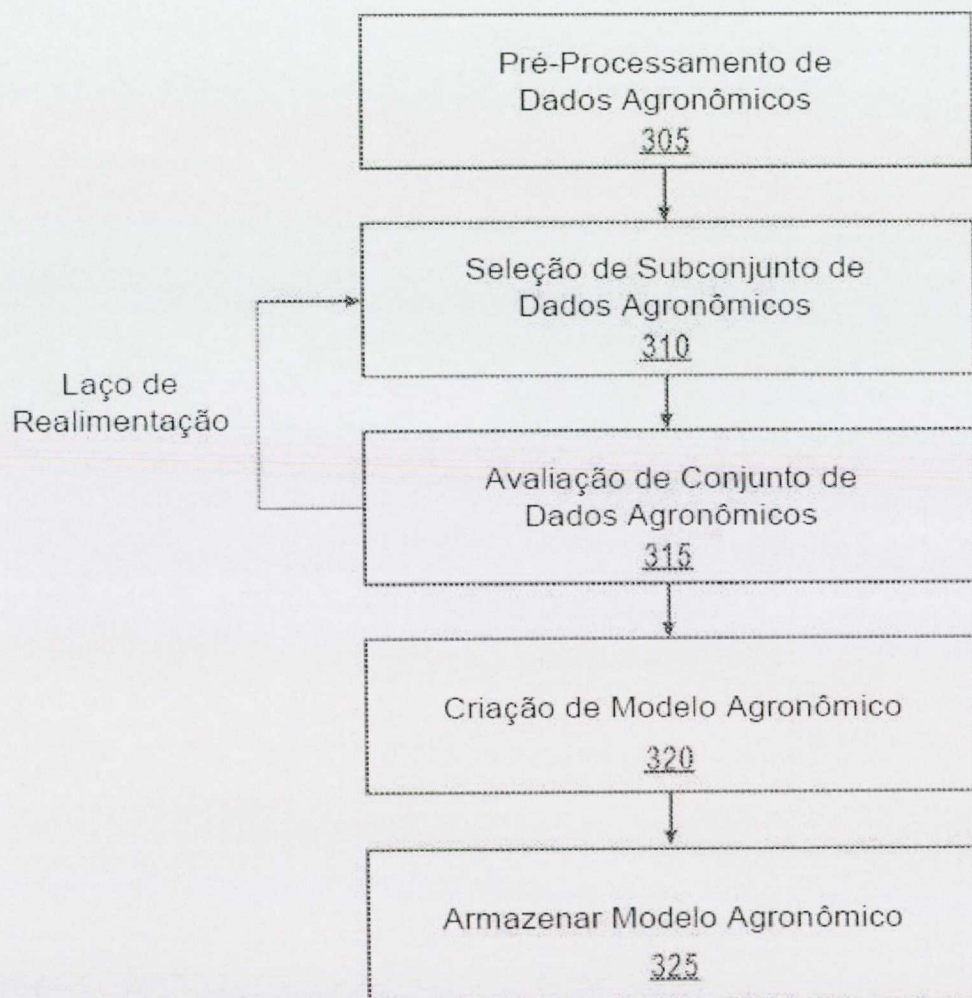 Pré-Processamento de
Dados Agronômicos
305
Seleção de Subconjunto de
Dados Agronômicos
310
Laço de
Realimentação
Avaliação de Conjunto de
Dados Agronômicos
315
Criação de Modelo Agronômico
320
Armazenar Modelo Agronômico
325